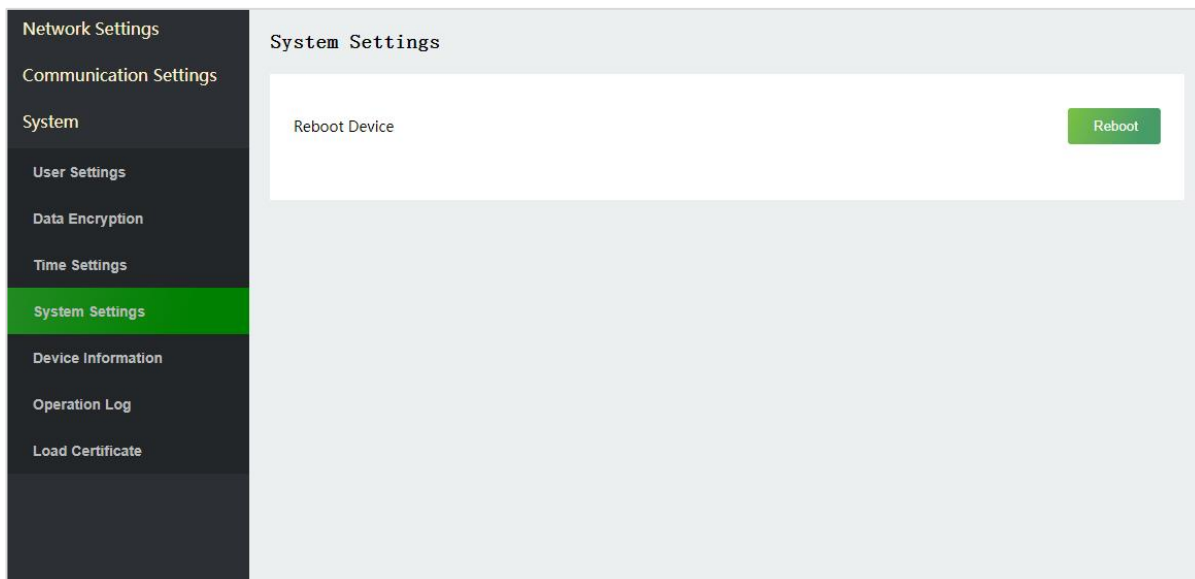 Network Settings
Communication Settings
System
User Settings
Data Encryption
Time Settings
System Settings
Device Information
Operation Log
Load Certificate
System Settings
Reboot Device
Reboot